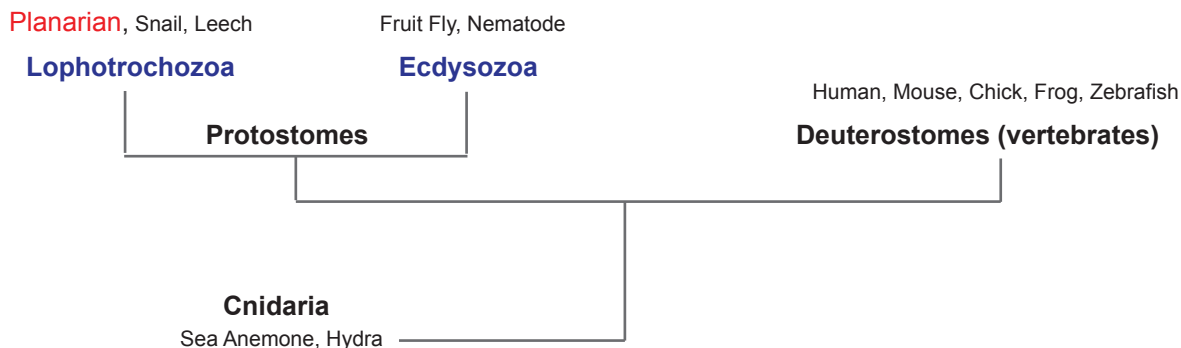 Planarian, Snail, Leech
Fruit Fly, Nematode
Lophotrochozoa
Ecdysozoa
Human, Mouse, Chick, Frog, Zebrafish
Protostomes
Deuterostomes (vertebrates)
Cnidaria
Sea Anemone, Hydra